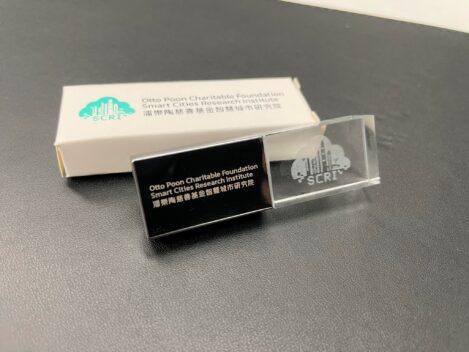 Otto Poon Charitable Foundation
Smart Cities Research Institute
潘樂陶慈善基金智慧城市研究院
SCRI
Otto Poon Charitable Foundation
Smart Cities Research Institute
潘樂陶慈善基金智慧城市研究院
SCRI